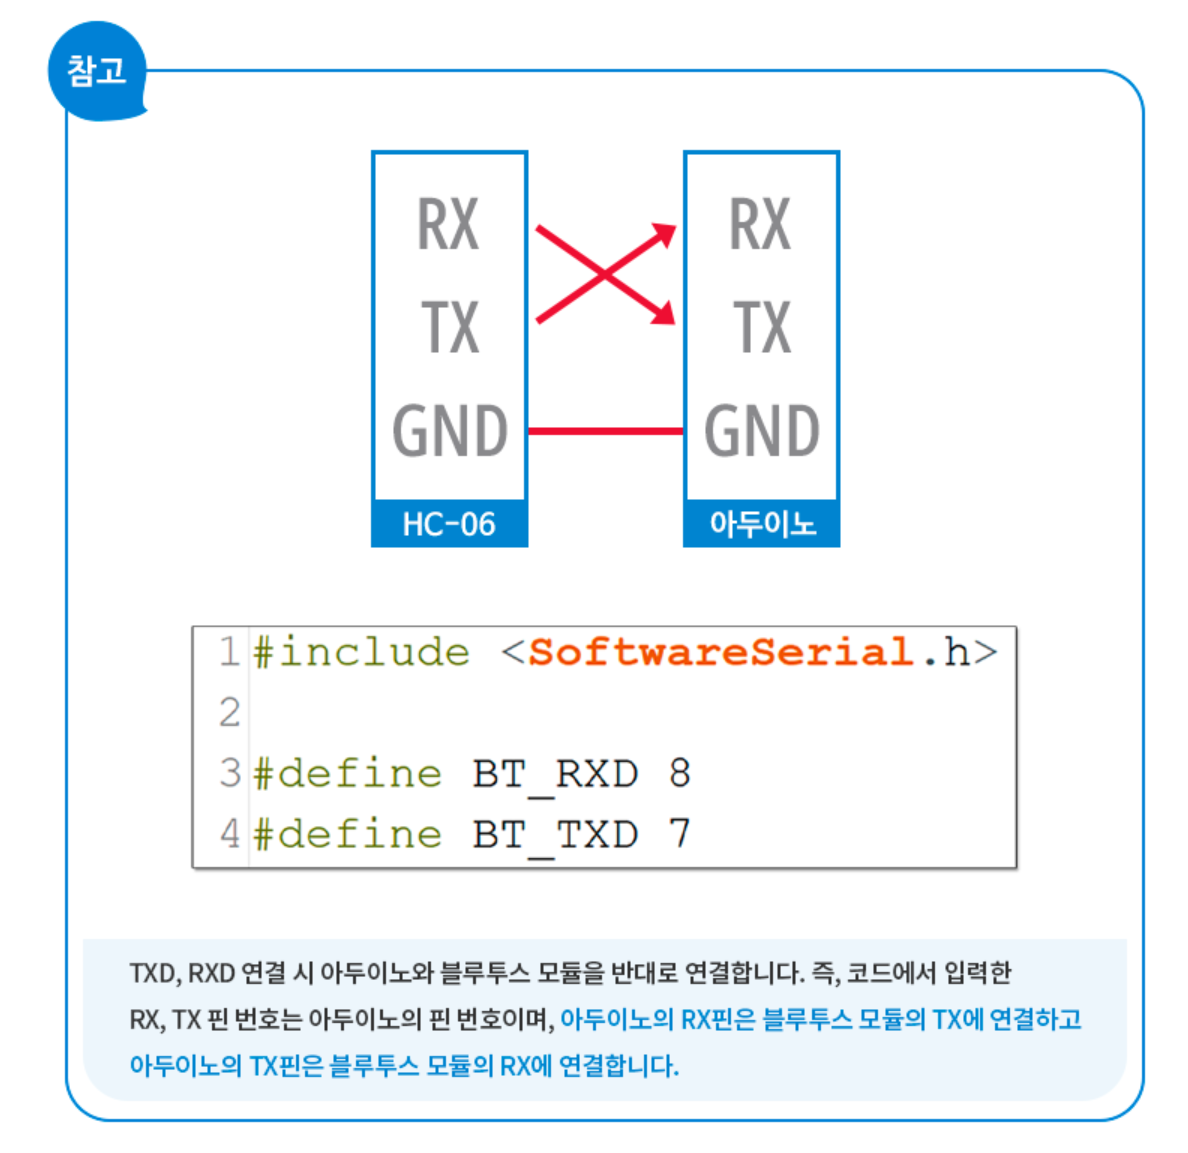 참고
RX
RX
TX
TX
GND
GND
HC-06
아두이노
1 #include <SoftwareSerial.h>
2
3 #define BT_RXD 8
4 #define BT_TXD 7
TXD, RXD 연결 시 아두이노와 블루투스 모듈을 반대로 연결합니다. 즉, 코드에서 입력한
RX, TX 핀 번호는 아두이노의 핀 번호이며, 아두이노의 RX핀은 블루투스 모듈의 TX에 연결하고
아두이노의 TX핀은 블루투스 모듈의 RX에 연결합니다.